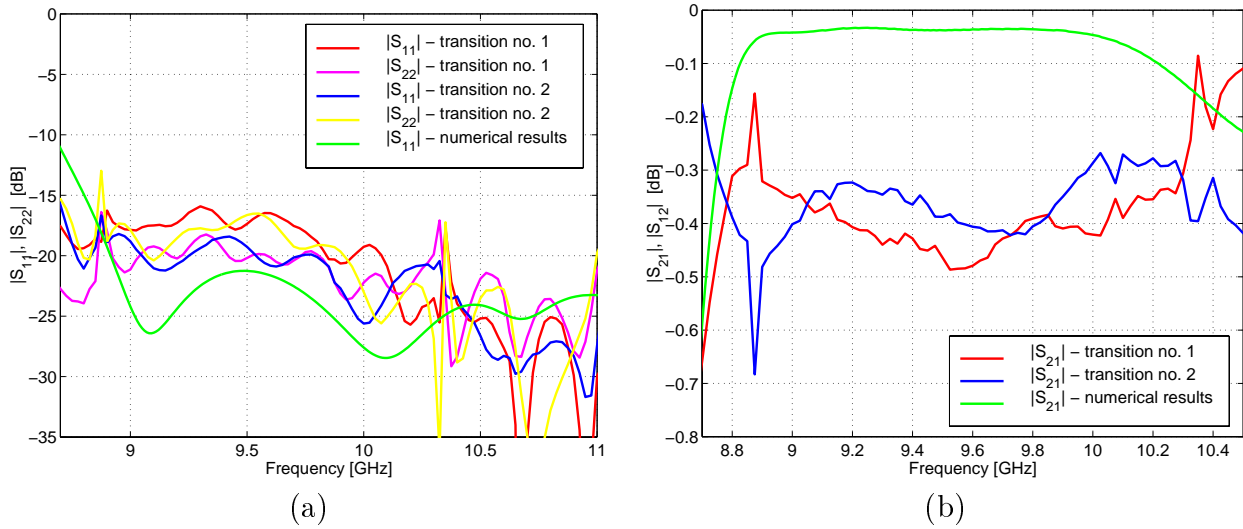 0
−5
−10
−15
−20
−25
−30
−35
|S11|, |S22| [dB]
9
9.5
10
10.5
11
Frequency [GHz]
|S11| − transition no. 1
|S22| − transition no. 1
|S11| − transition no. 2
|S22| − transition no. 2
|S11| − numerical results
(a)
0
−0.1
−0.2
−0.3
−0.4
−0.5
−0.6
−0.7
−0.8
|S21|, |S12| [dB]
8.8
9
9.2
9.4
9.6
9.8
10
10.2
10.4
Frequency [GHz]
|S21| − transition no. 1
|S21| − transition no. 2
|S21| − numerical results
(b)